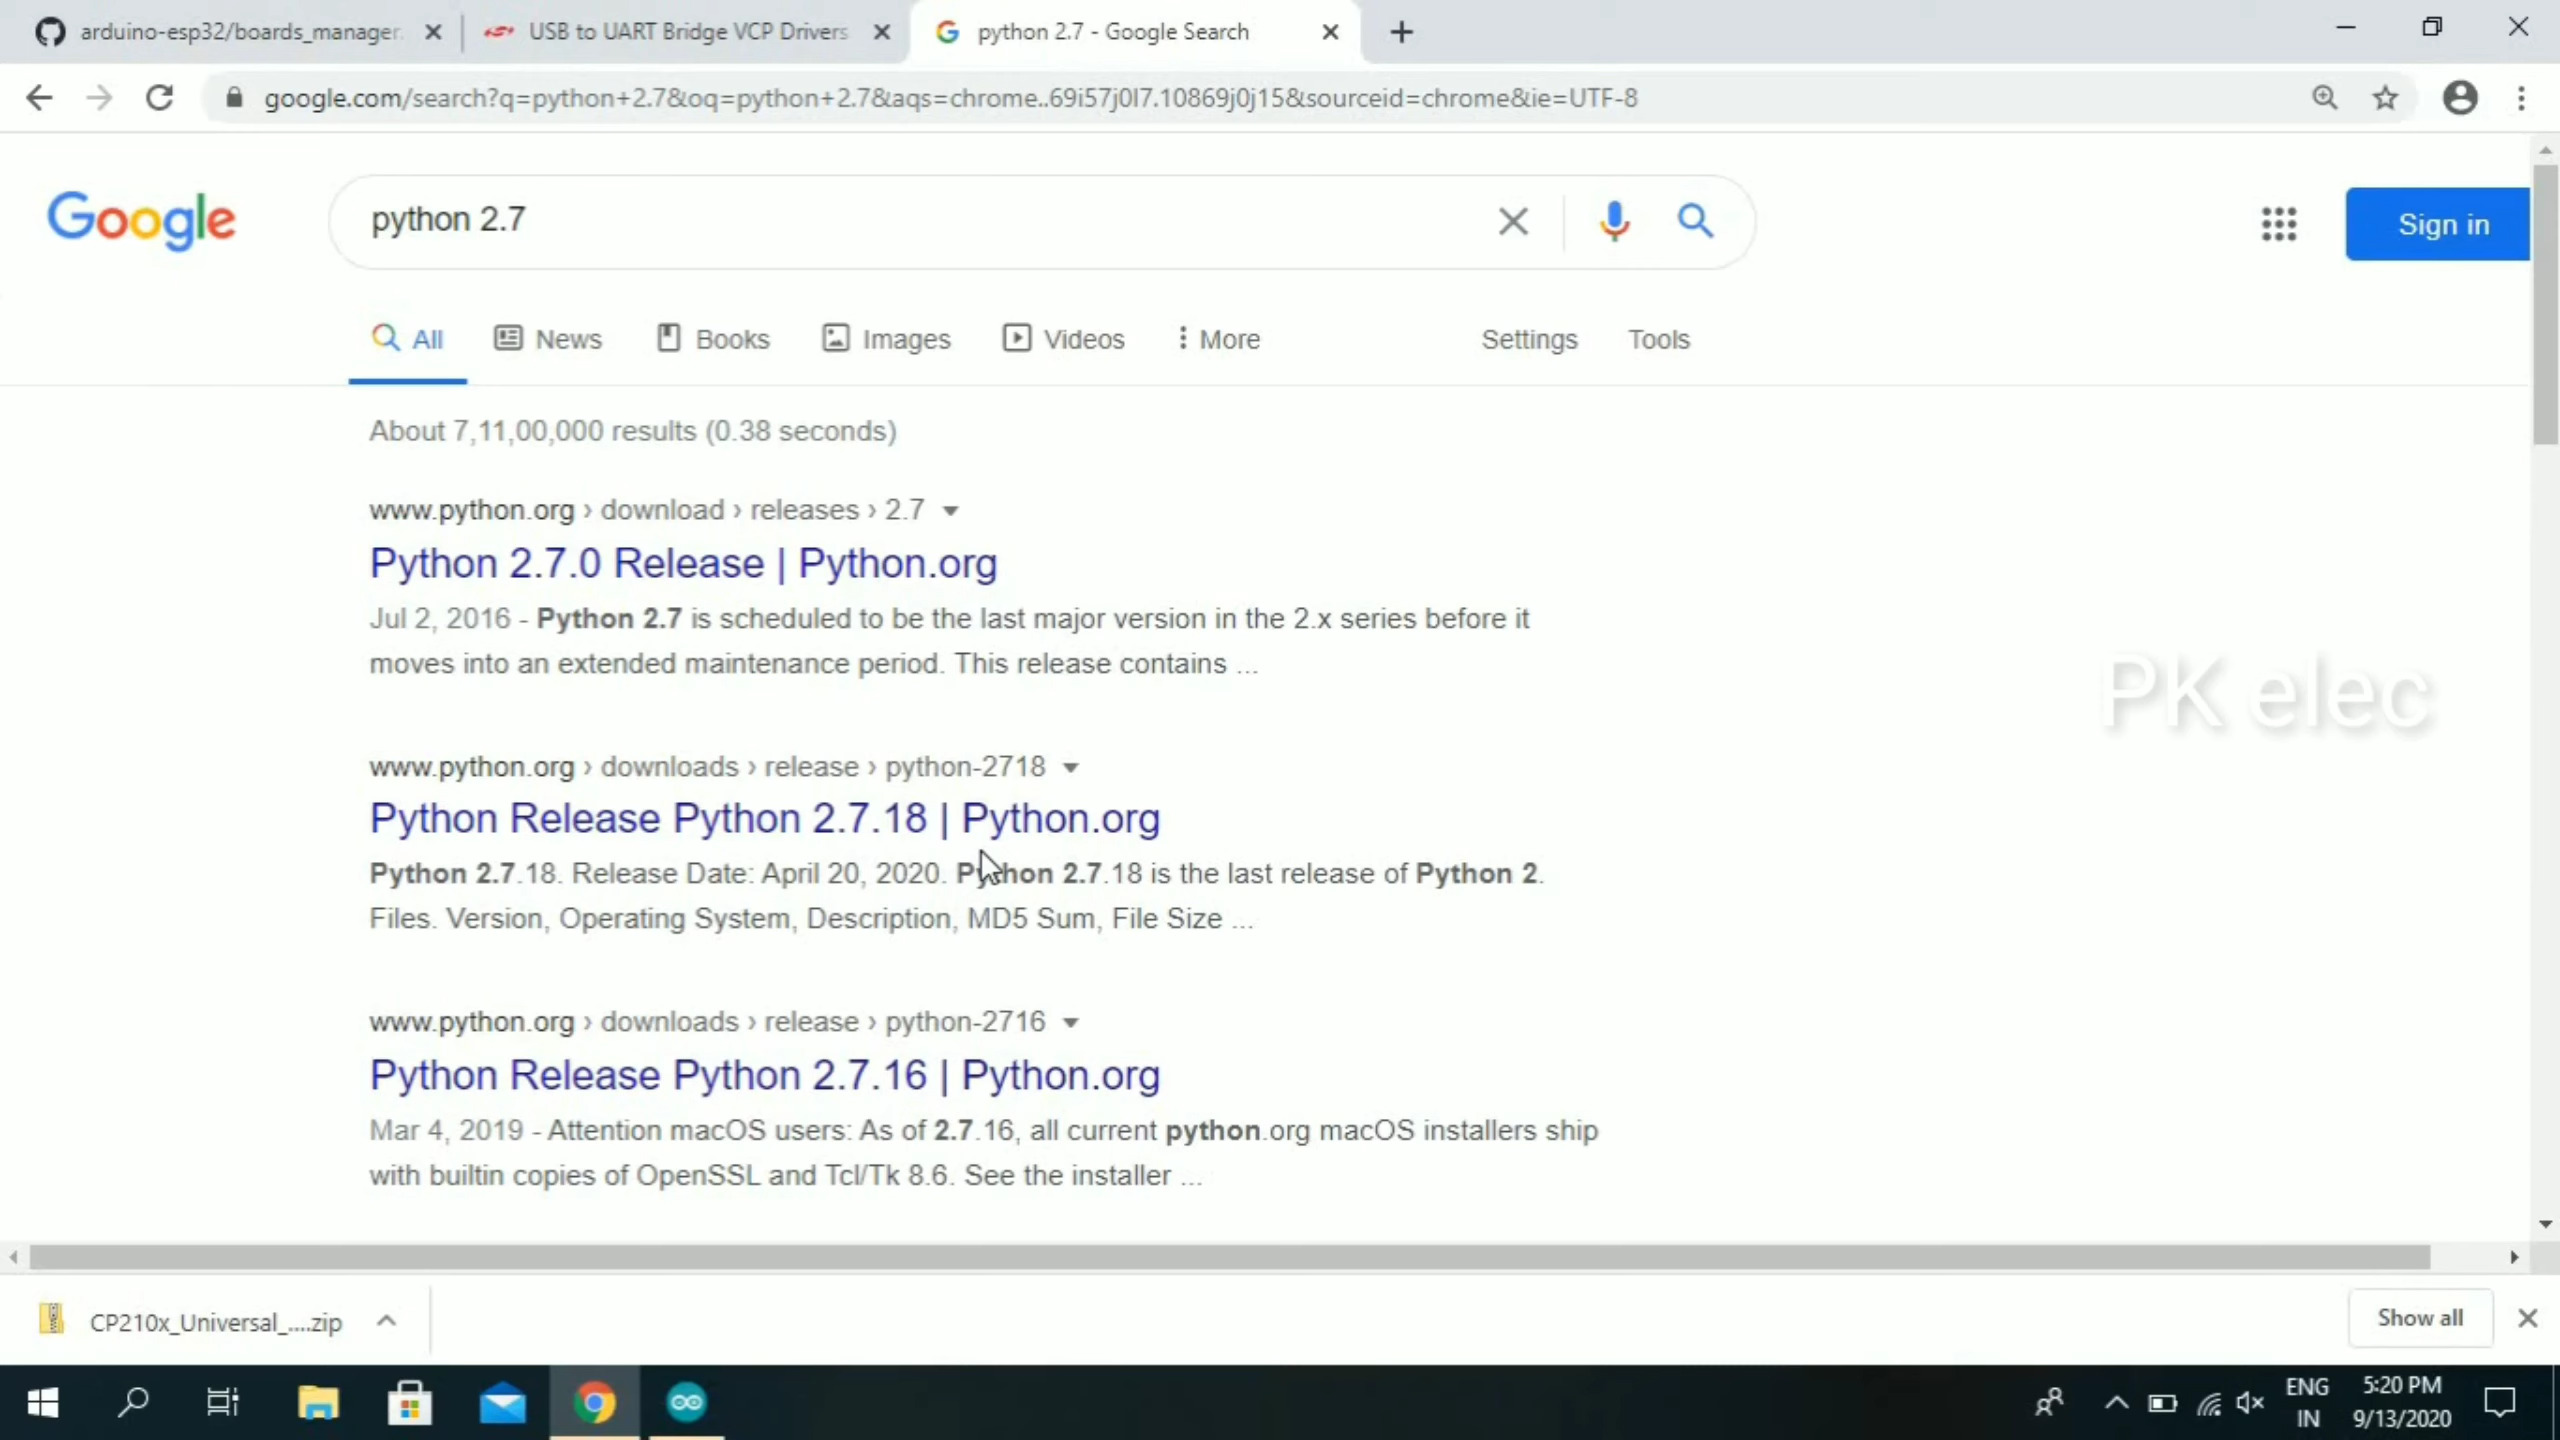 arduino-esp32/boards_manager.
USB to UART Bridge VCP Drivers
python 2.7 - Google Search
google.com/search?q=python+2.7&oq=python+2.7&aqs=chrome..69i57j0l7.10869j0j15&sourceid=chrome&ie=UTF-8
Google
python 2.7
Sign in
All
News
Books
Images
Videos
More
Settings
Tools
About 7,11,00,000 results (0.38 seconds)
www.python.org › download › releases › 2.7
Python 2.7.0 Release | Python.org
Jul 2, 2016 - Python 2.7 is scheduled to be the last major version in the 2.x series before it
moves into an extended maintenance period. This release contains ...
PK elec
www.python.org › downloads › release › python-2718
Python Release Python 2.7.18 | Python.org
Python 2.7.18. Release Date: April 20, 2020. Python 2.7.18 is the last release of Python 2.
Files. Version, Operating System, Description, MD5 Sum, File Size ...
www.python.org › downloads › release › python-2716
Python Release Python 2.7.16 | Python.org
Mar 4, 2019 - Attention macOS users: As of 2.7.16, all current python.org macOS installers ship
with builtin copies of OpenSSL and Tcl/Tk 8.6. See the installer ...
CP210x_Universal_....zip
Show all
ENG
IN
5:20 PM
9/13/2020